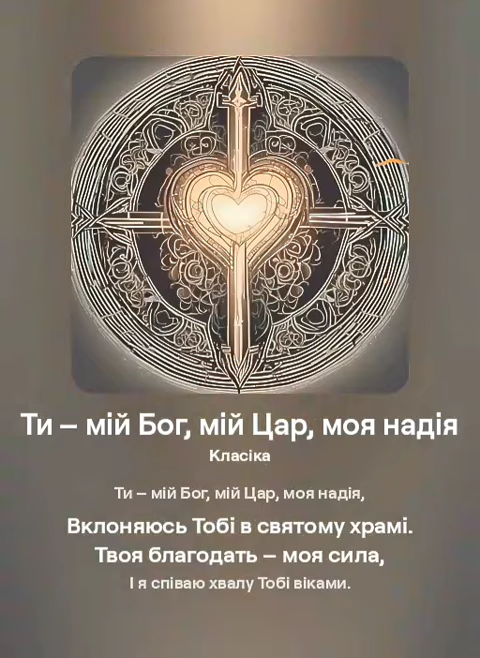 Ти – мій Бог, мій Цар, моя надія
Класіка
Ти – мій Бог, мій Цар, моя надія,
Вклоняюсь Тобі в святому храмі.
Твоя благодать – моя сила,
І я співаю хвалу Тобі віками.